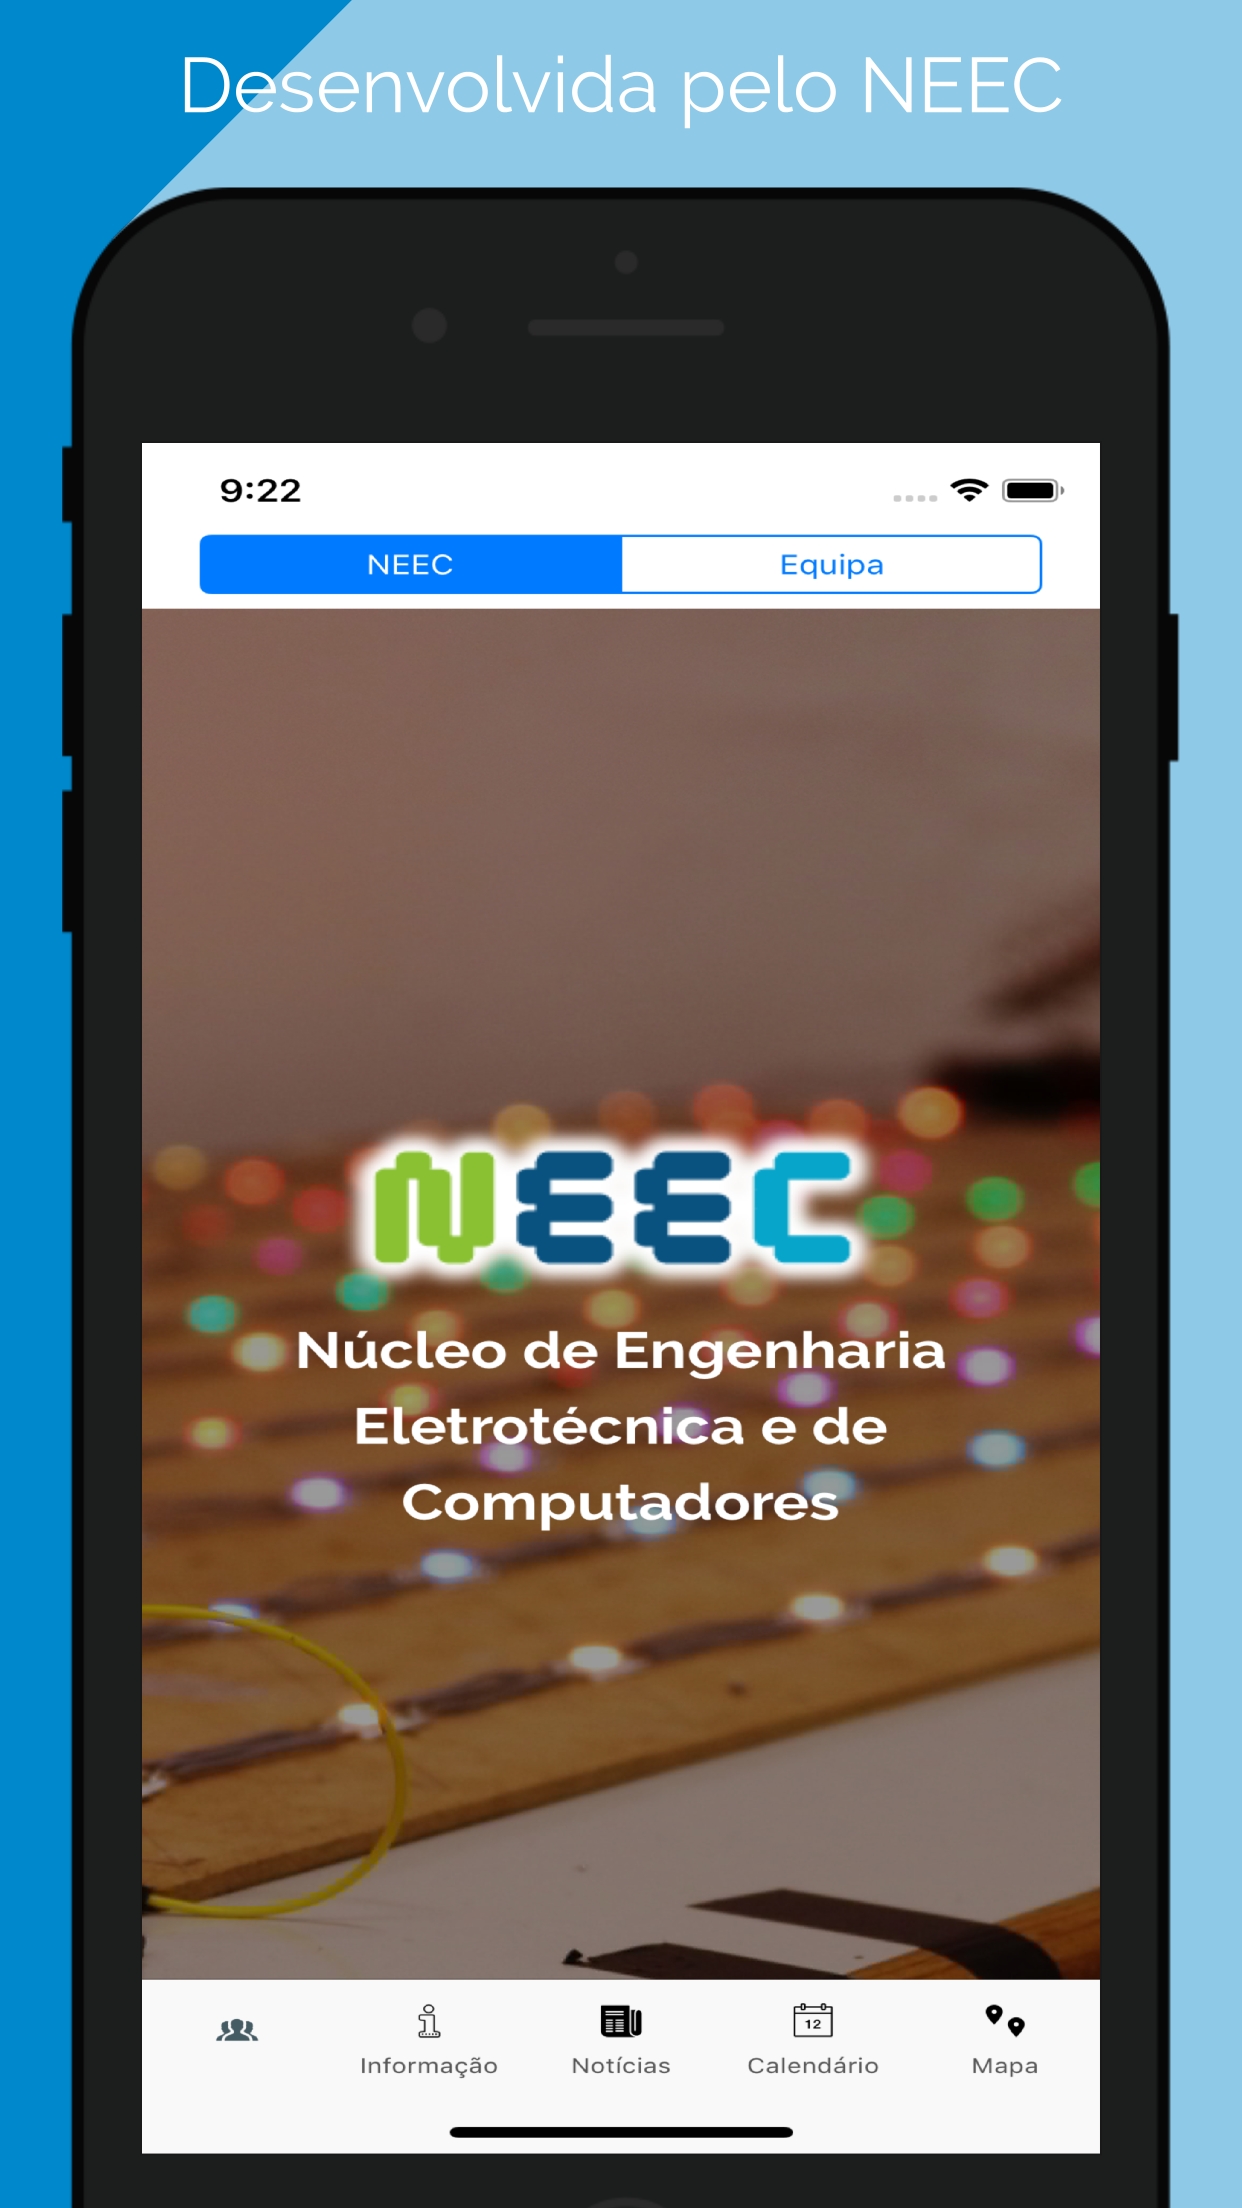 Desenvolvida pelo NEEC
9:22
NEEC Equipa
NEEC
Núcleo de Engenharia
Eletrotécnica e de
Computadores
12
Informação Notícias Calendário Mapa